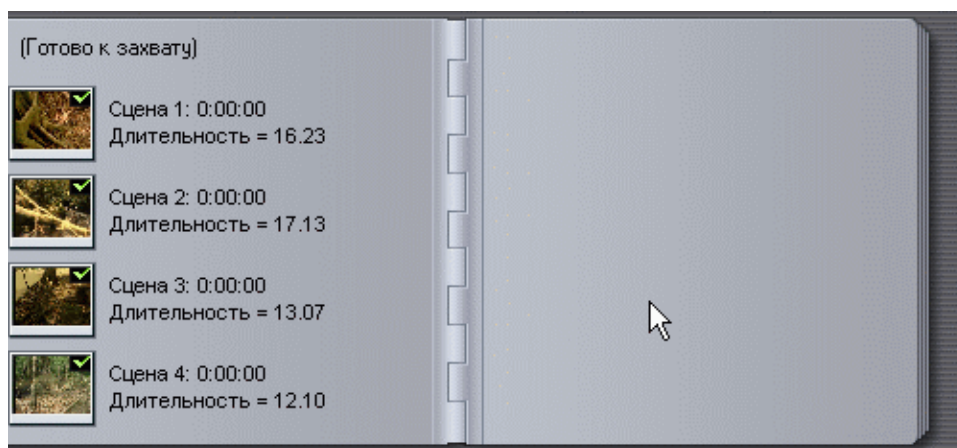 (Готово к захвату)
Сцена 1: 0:00:00
Длительность = 16.23
Сцена 2: 0:00:00
Длительность = 17.13
Сцена 3: 0:00:00
Длительность = 13.07
Сцена 4: 0:00:00
Длительность = 12.10